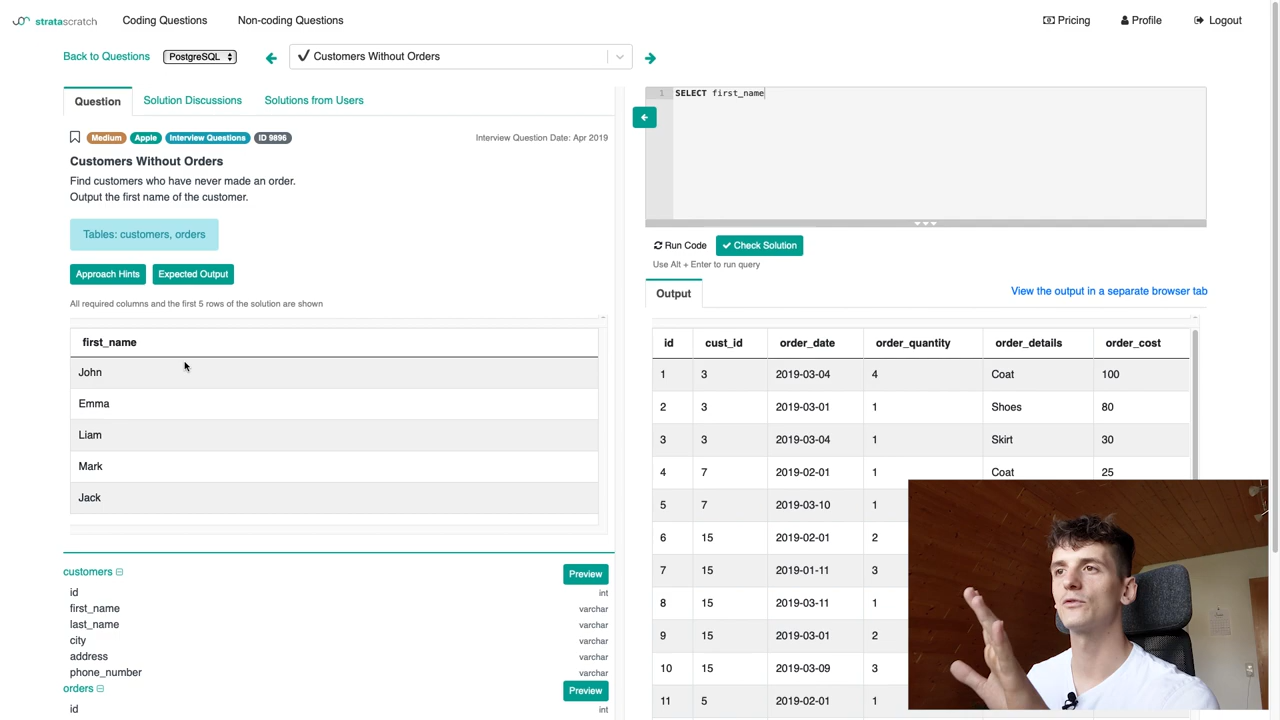 stratascratch Coding Questions Non-coding Questions Pricing Profile Logout
Back to Questions PostgreSQL ✔ Customers Without Orders
Question Solution Discussions Solutions from Users
Medium Apple Interview Questions ID 9896 Interview Question Date: Apr 2019
Customers Without Orders
Find customers who have never made an order.
Output the first name of the customer.
Tables: customers, orders
Approach Hints Expected Output
All required columns and the first 5 rows of the solution are shown
first_name
John
Emma
Liam
Mark
Jack
customers Preview
id int
first_name varchar
last_name varchar
city varchar
address varchar
phone_number varchar
orders Preview
id int
1 SELECT first_name
Run Code Check Solution
Use Alt + Enter to run query
Output View the output in a separate browser tab
id cust_id order_date order_quantity order_details order_cost
1 3 2019-03-04 4 Coat 100
2 3 2019-03-01 1 Shoes 80
3 3 2019-03-04 1 Skirt 30
4 7 2019-02-01 1 Coat 25
5 7 2019-03-10 1
6 15 2019-02-01 2
7 15 2019-01-11 3
8 15 2019-03-11 1
9 15 2019-03-01 2
10 15 2019-03-09 3
11 5 2019-02-01 1